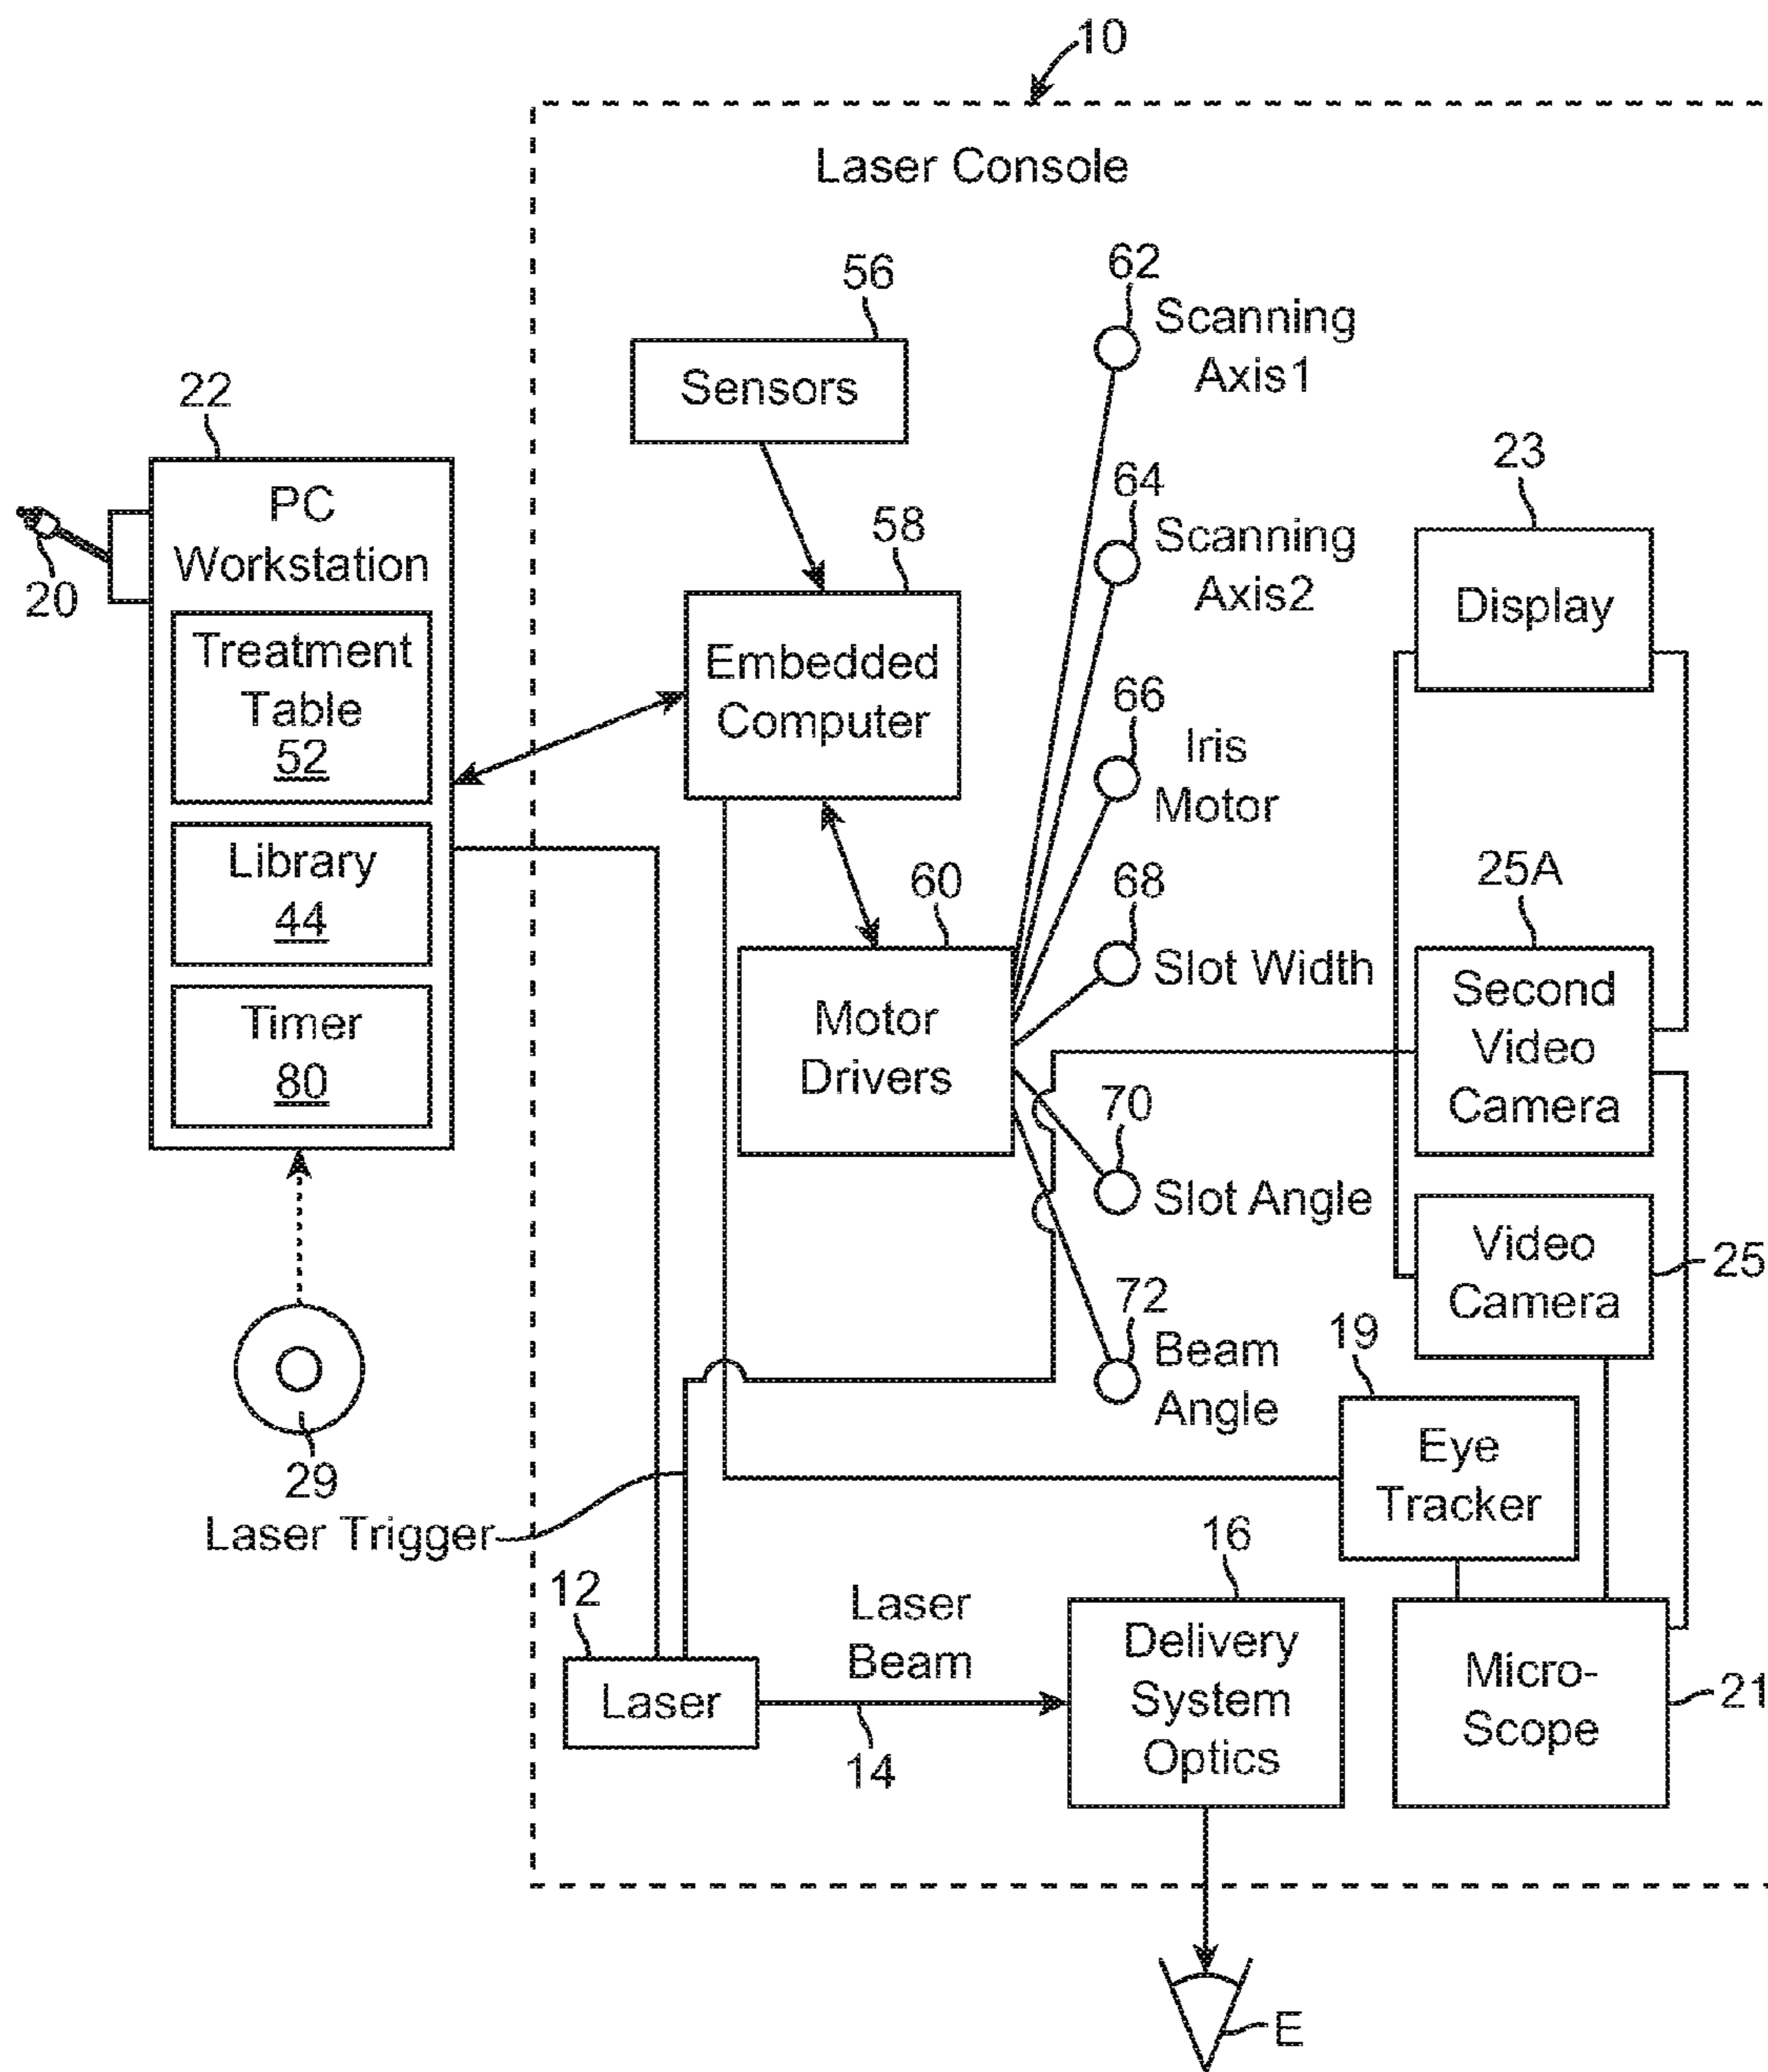 10
Laser Console
56
Sensors
62
Scanning
Axis1
22
PC
Workstation
20
Treatment
Table
52
Library
44
Timer
80
58
Embedded
Computer
64
Scanning
Axis2
23
Display
66
Iris
Motor
60
Motor
Drivers
68
Slot Width
25A
Second
Video
Camera
70
Slot Angle
Video
Camera
25
72
Beam
Angle
19
Eye
Tracker
29
Laser Trigger
12
Laser
Laser
Beam
14
16
Delivery
System
Optics
Micro-
Scope
21
E